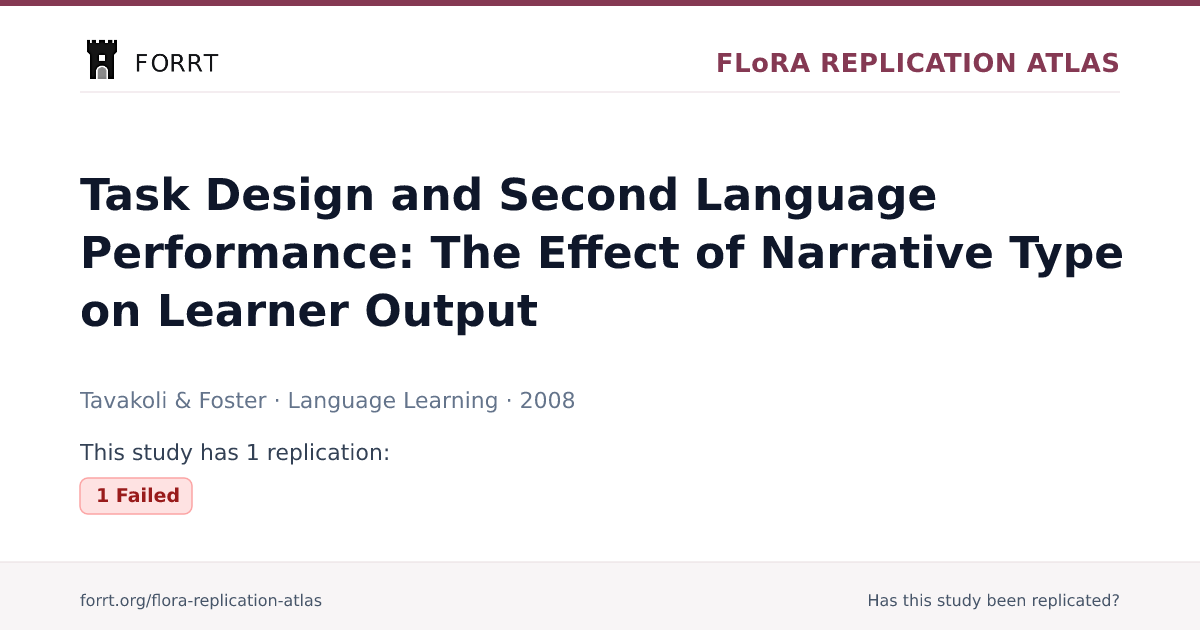 FORRT
FLoRA REPLICATION ATLAS
Task Design and Second Language
Performance: The Effect of Narrative Type
on Learner Output
Tavakoli & Foster · Language Learning · 2008
This study has 1 replication:
1 Failed
forrt.org/flora-replication-atlas
Has this study been replicated?